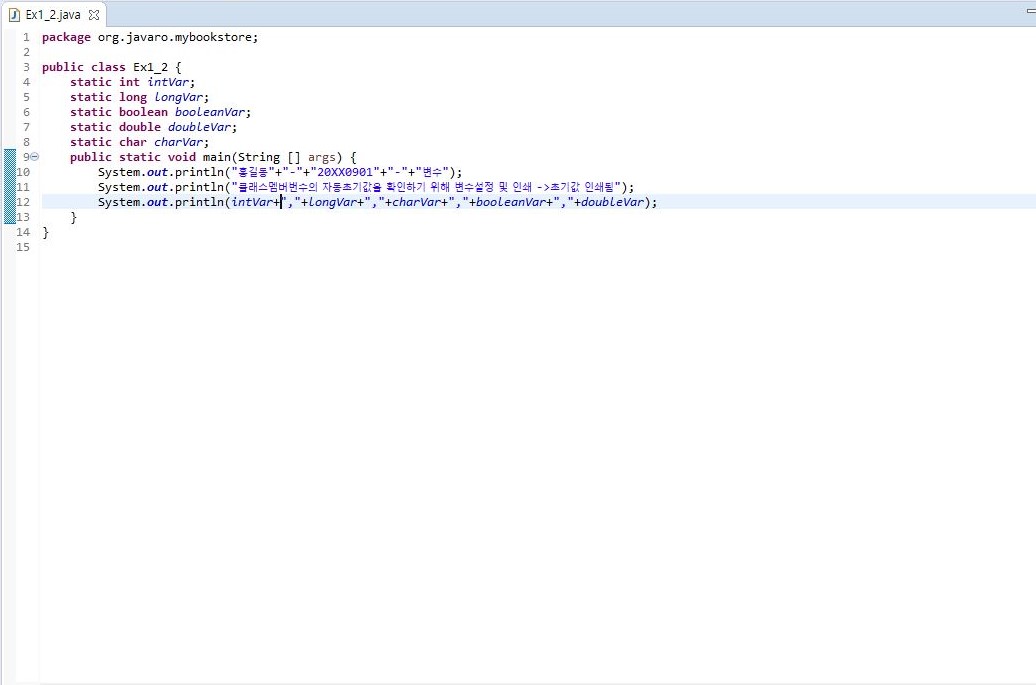 Ex1_2.java
1 package org.javaro.mybookstore;
2
3 public class Ex1_2 {
4 static int intVar;
5 static long longVar;
6 static boolean booleanVar;
7 static double doubleVar;
8 static char charVar;
9 public static void main(String [] args) {
10 System.out.println("홍길동"+"-"+"20XX0901"+"-"+"변수");
11 System.out.println("클래스멤버변수의 자동초기값을 확인하기 위해 변수설정 및 인쇄 ->초기값 인쇄됨");
12 System.out.println(intVar+","+longVar+","+charVar+","+booleanVar+","+doubleVar);
13 }
14 }
15